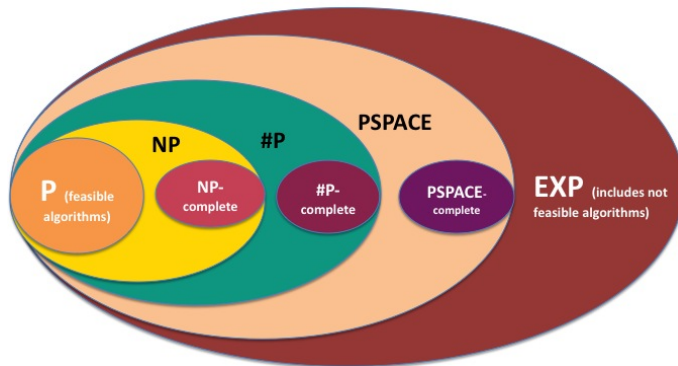 P (feasible
algorithms)
NP
NP-
complete
#P
#P-
complete
PSPACE
PSPACE-
complete
EXP (includes not
feasible algorithms)